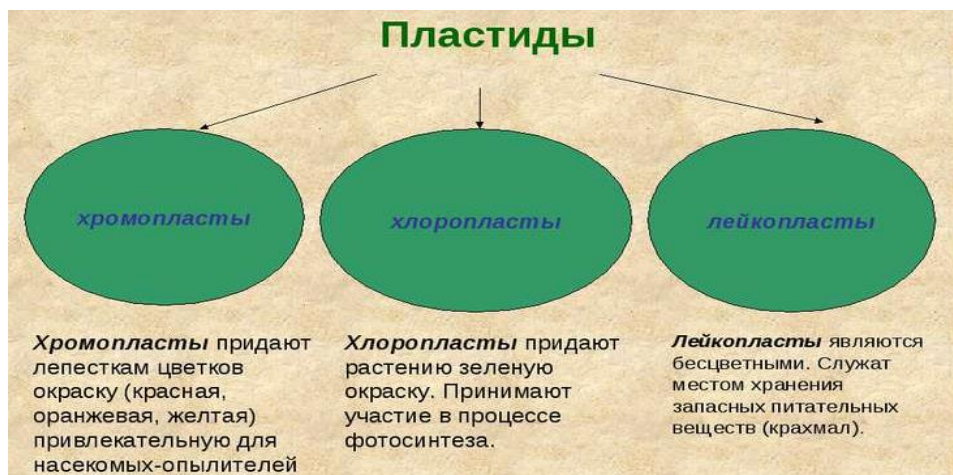 Пластиды
хромопласты
хлоропласты
лейкопласты
Хромопласты придают
лепесткам цветков
окраску (красная,
оранжевая, желтая)
привлекательную для
насекомых-опылителей
Хлоропласты придают
растению зеленую
окраску. Принимают
участие в процессе
фотосинтеза.
Лейкопласты являются
бесцветными. Служат
местом хранения
запасных питательных
веществ (крахмал).